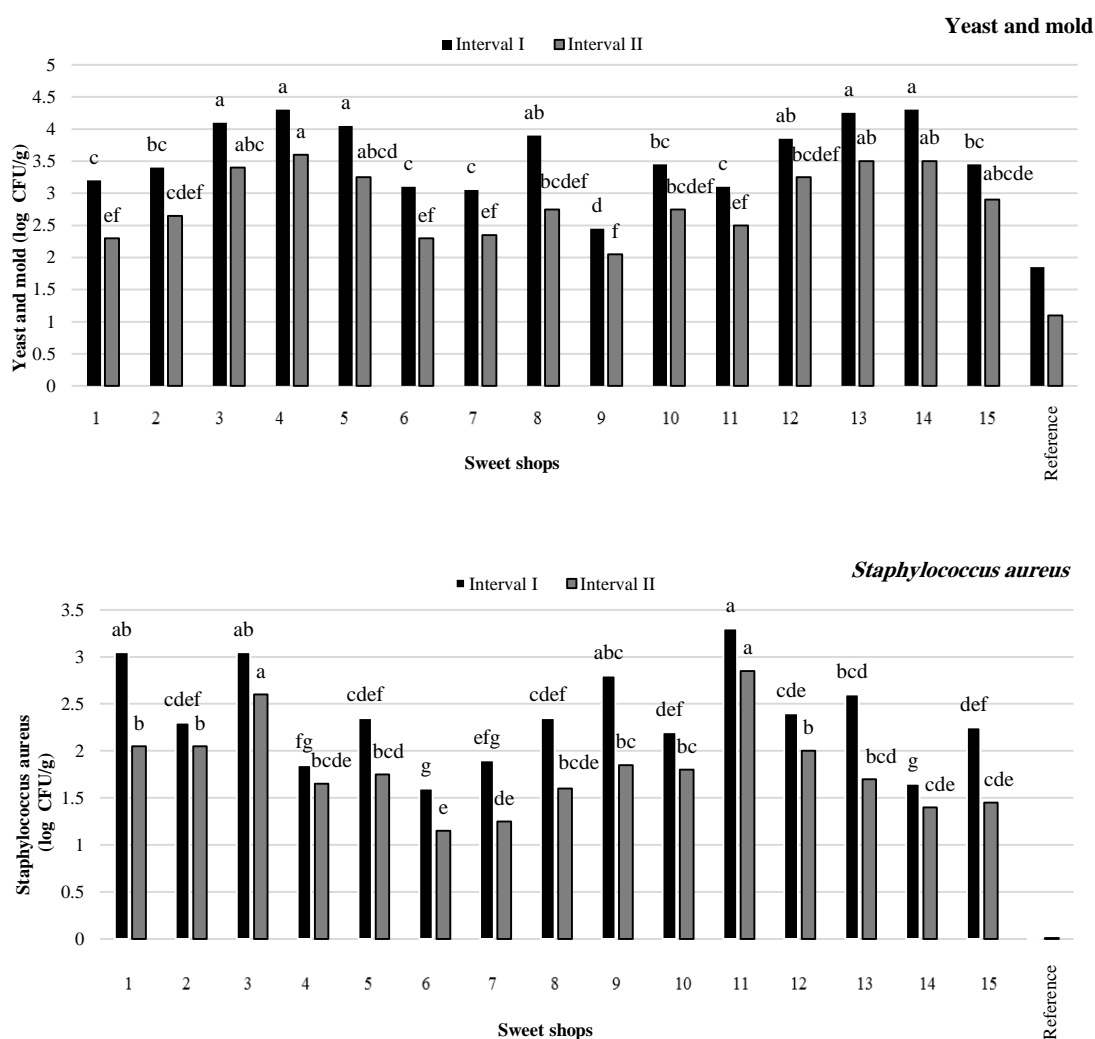 Yeast and mold
Interval I Interval II
Yeast and mold (log CFU/g)
5
4.5
4
3.5
3
2.5
2
1.5
1
0.5
0
c ef
bc cdef
a abc
a a
a abcd
c ef
c ef
ab bcdef
d f
bc bcdef
c
ab bcdef
a ab
a ab
bc abcde
1 2 3 4 5 6 7 8 9 10 11 12 13 14 15 Reference
Sweet shops
Staphylococcus aureus
Interval I Interval II
Staphylococcus aureus
(log CFU/g)
3.5
3
2.5
2
1.5
1
0.5
0
ab b
cdef b
ab a
fg bcde
cdef bcd
g e
efg de
cdef bcde
abc bc
def bc
a a
cde b
bcd bcd
g cde
def cde
1 2 3 4 5 6 7 8 9 10 11 12 13 14 15 Reference
Sweet shops